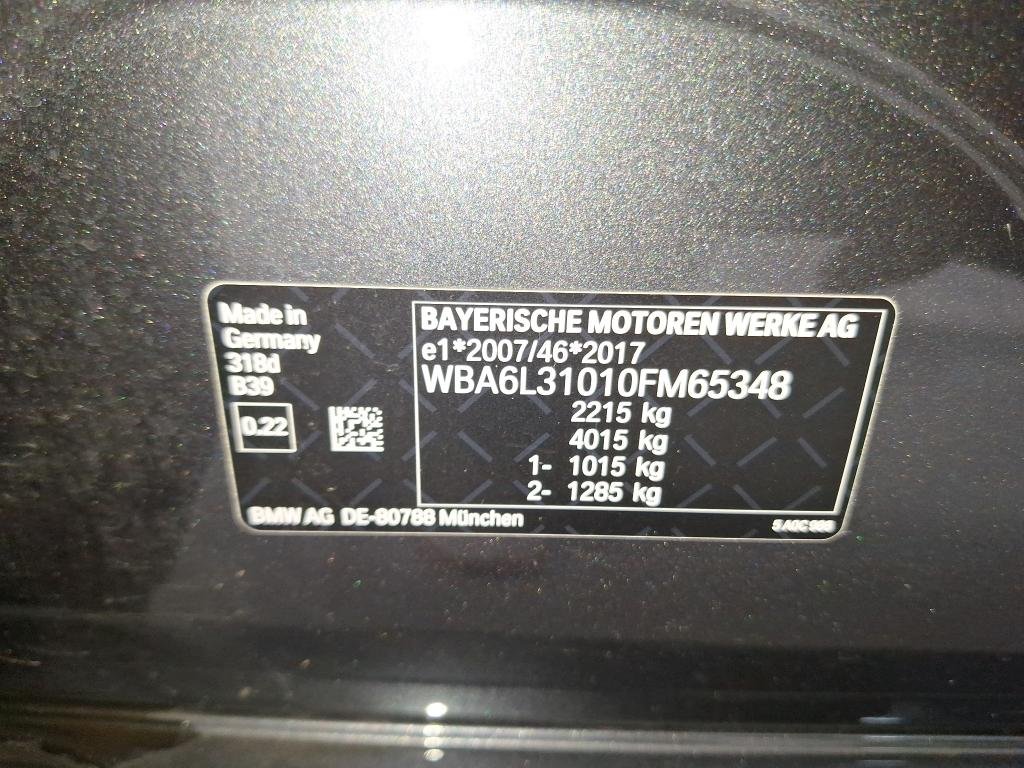 Made in
Germany
318d
B39
0.22
BAYERISCHE MOTOREN WERKE AG
e1*2007/46*2017
WBA6L31010FM65348
2215 kg
4015 kg
1- 1015 kg
2- 1285 kg
BMW AG DE-80788 München